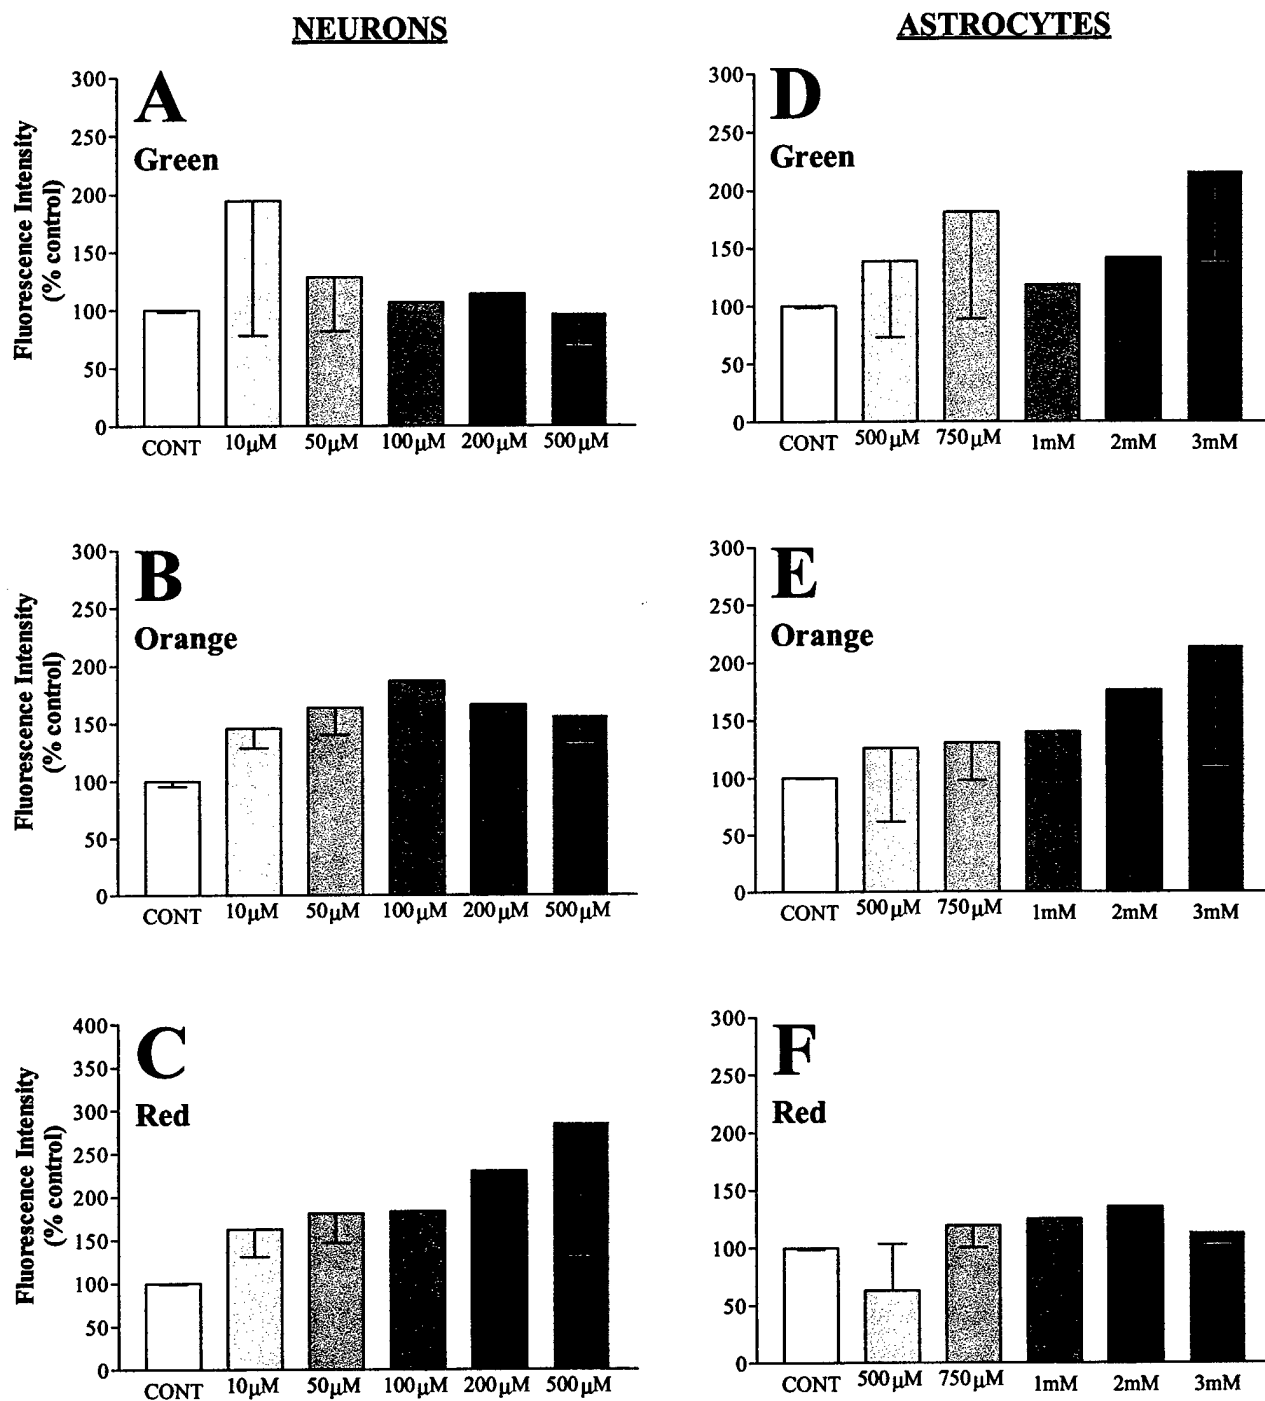 NEURONS
ASTROCYTES
A
Green
Fluorescence Intensity
(% control)
300
250
200
150
100
50
0
CONT 10μM 50μM 100μM 200μM 500μM
D
Green
300
250
200
150
100
50
0
CONT 500μM 750μM 1mM 2mM 3mM
B
Orange
Fluorescence Intensity
(% control)
300
250
200
150
100
50
0
CONT 10μM 50μM 100μM 200μM 500μM
E
Orange
300
250
200
150
100
50
0
CONT 500μM 750μM 1mM 2mM 3mM
C
Red
Fluorescence Intensity
(% control)
400
350
300
250
200
150
100
50
0
CONT 10μM 50μM 100μM 200μM 500μM
F
Red
300
250
200
150
100
50
0
CONT 500μM 750μM 1mM 2mM 3mM